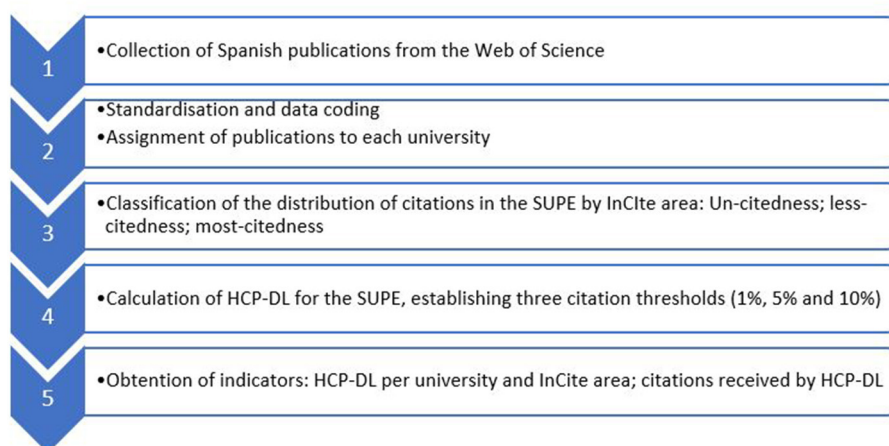 1
•Collection of Spanish publications from the Web of Science
2
•Standardisation and data coding
•Assignment of publications to each university
3
•Classification of the distribution of citations in the SUPE by InCIte area: Un-citedness; less-
citedness; most-citedness
4
•Calculation of HCP-DL for the SUPE, establishing three citation thresholds (1%, 5% and 10%)
5
•Obtention of indicators: HCP-DL per university and InCite area; citations received by HCP-DL